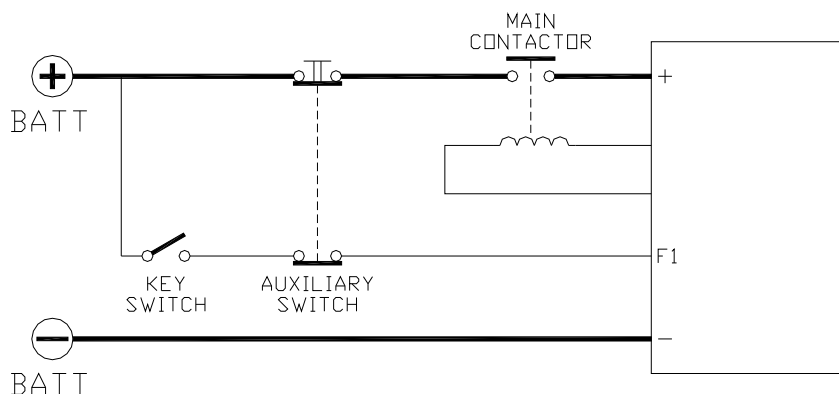 MAIN
CONTACTOR
+
+
BATT
F1
KEY
SWITCH
AUXILIARY
SWITCH
−
−
BATT